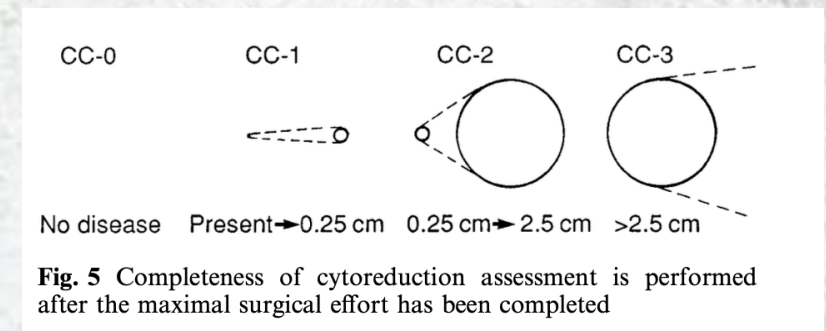 CC-0 CC-1 CC-2 CC-3
No disease Present→0.25 cm 0.25 cm→2.5 cm >2.5 cm
Fig. 5 Completeness of cytoreduction assessment is performed
after the maximal surgical effort has been completed